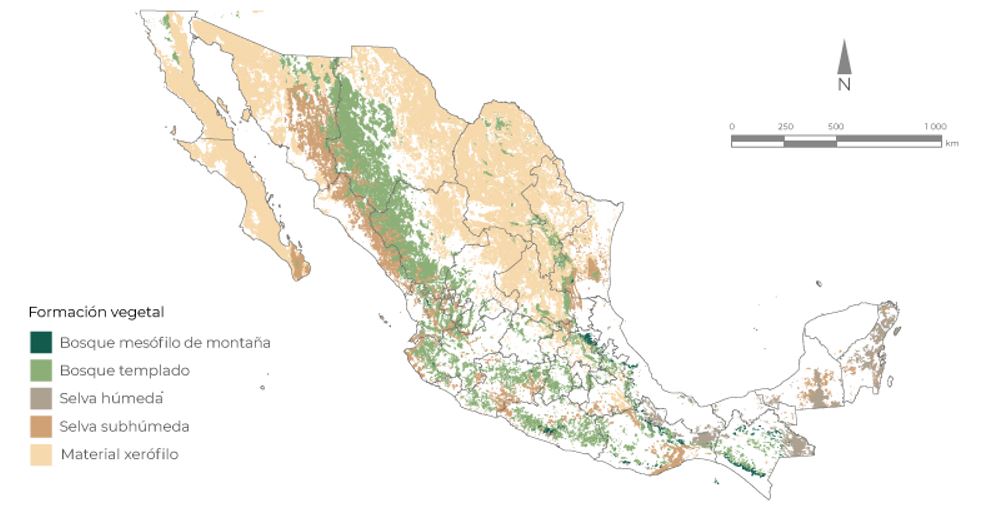 N
0 250 500 1 000
km
Formación vegetal
Bosque mesófilo de montaña
Bosque templado
Selva húmeda
Selva subhúmeda
Material xerófilo